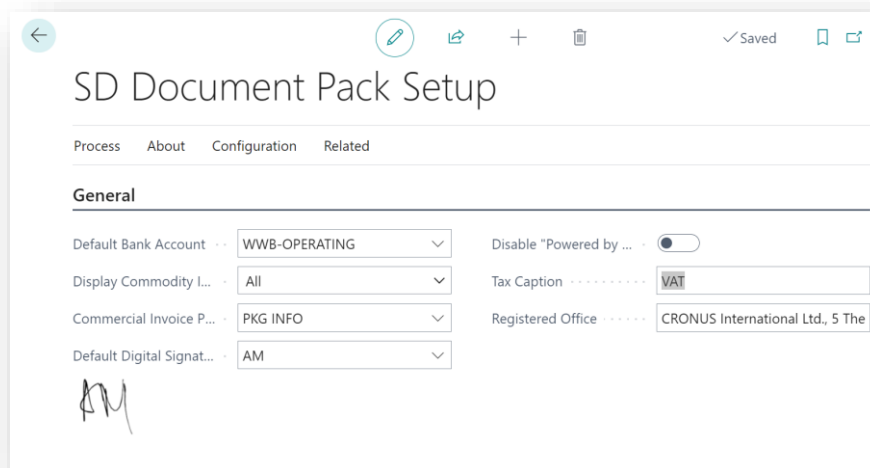 Saved
SD Document Pack Setup
Process About Configuration Related
General
Default Bank Account WWB-OPERATING
Disable "Powered by ...
Display Commodity I... All
Tax Caption VAT
Commercial Invoice P... PKG INFO
Registered Office CRONUS International Ltd., 5 The
Default Digital Signat... AM
AM